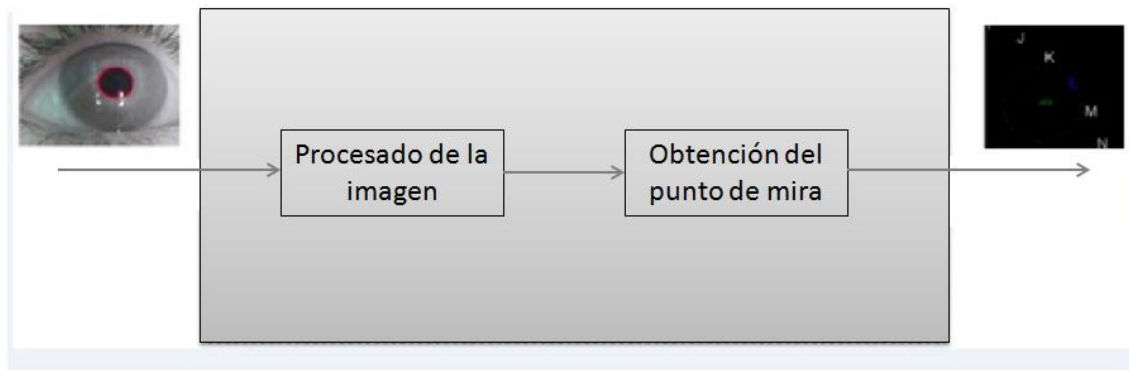 J
K
L
M
N
Procesado de la
imagen
Obtención del
punto de mira